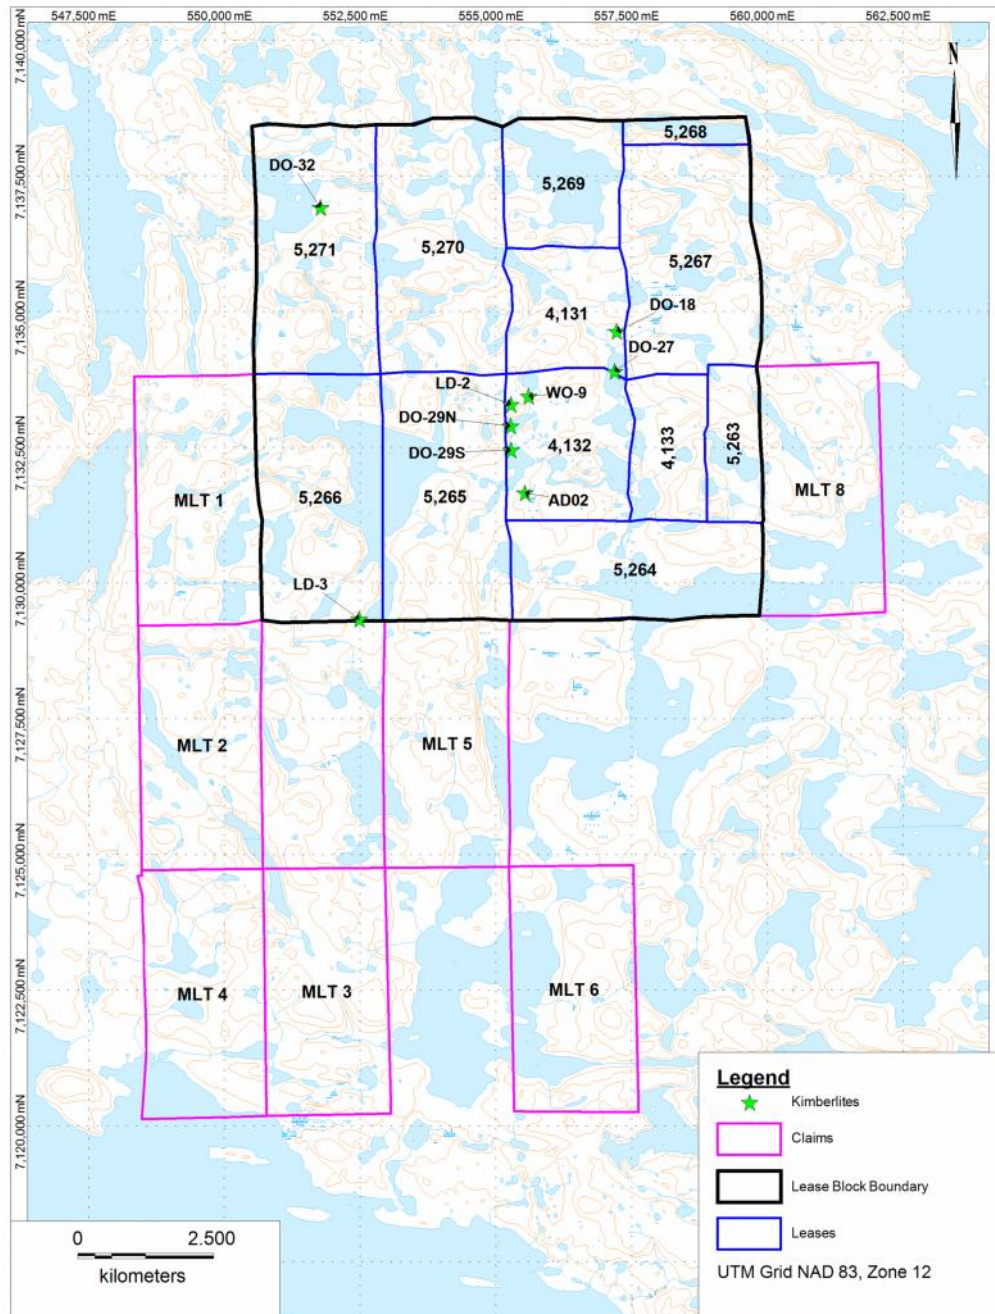 547,500 mE
550,000 mE
552,500 mE
555,000 mE
557,500 mE
560,000 mE
562,500 mE
7,140,000 mN
N
5,268
DO-32
7,137,500 mN
5,269
5,271
5,270
5,267
DO-18
4,131
7,135,000 mN
DO-27
LD-2
WO-9
DO-29N
DO-29S
4,132
4,133
5,263
7,132,500 mN
MLT 1
5,266
5,265
AD02
MLT 8
5,264
LD-3
7,130,000 mN
MLT 2
MLT 5
7,127,500 mN
7,125,000 mN
MLT 4
MLT 3
MLT 6
7,122,500 mN
7,120,000 mN
Legend
Kimberlites
Claims
Lease Block Boundary
Leases
UTM Grid NAD 83, Zone 12
0 2.500
kilometers